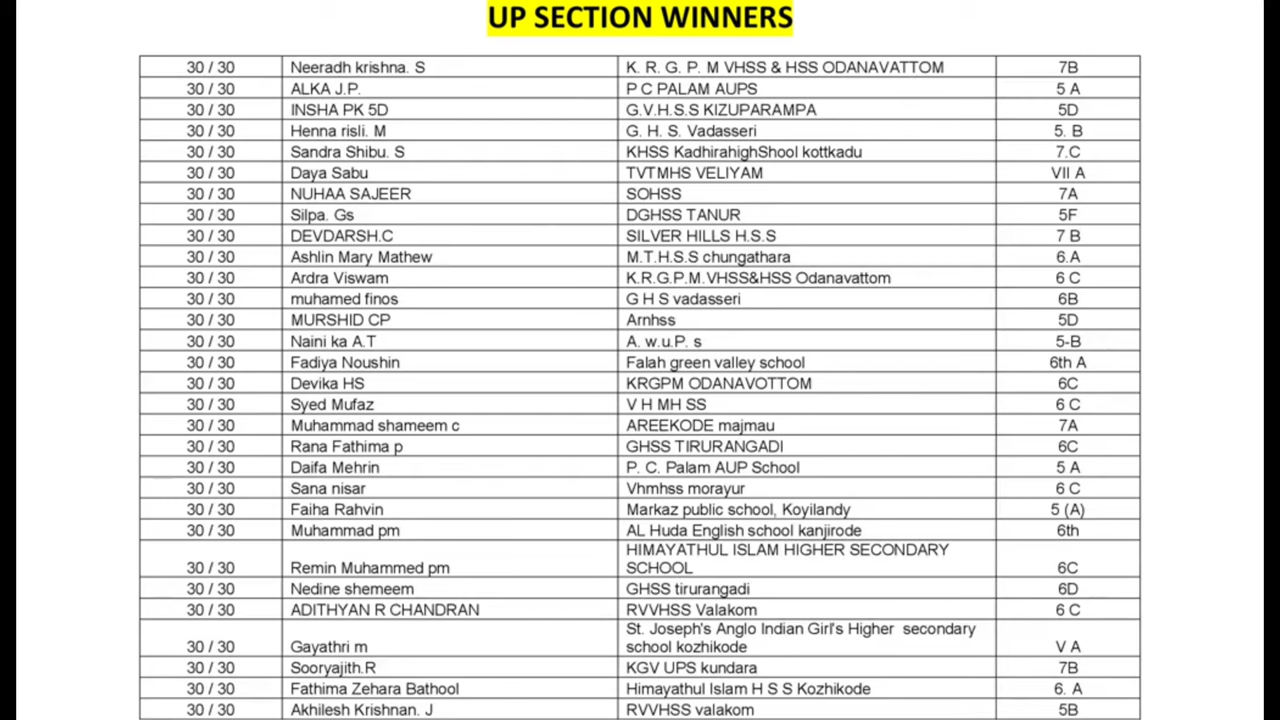 UP SECTION WINNERS
30 / 30 Neeradh krishna. S K. R. G. P. M VHSS & HSS ODANAVATTOM 7B
30 / 30 ALKA J.P. P C PALAM AUPS 5 A
30 / 30 INSHA PK 5D G.V.H.S.S KIZUPARAMPA 5D
30 / 30 Henna risli. M G. H. S. Vadasseri 5. B
30 / 30 Sandra Shibu. S KHSS KadhirahighShool kottkadu 7.C
30 / 30 Daya Sabu TVTMHS VELIYAM VII A
30 / 30 NUHAA SAJEER SOHSS 7A
30 / 30 Silpa. Gs DGHSS TANUR 5F
30 / 30 DEVDARSH.C SILVER HILLS H.S.S 7 B
30 / 30 Ashlin Mary Mathew M.T.H.S.S chungathara 6.A
30 / 30 Ardra Viswam K.R.G.P.M.VHSS&HSS Odanavattom 6 C
30 / 30 muhamed finos G H S vadasseri 6B
30 / 30 MURSHID CP Arnhss 5D
30 / 30 Naini ka A.T A. w.u.P. s 5-B
30 / 30 Fadiya Noushin Falah green valley school 6th A
30 / 30 Devika HS KRGPM ODANAVOTTOM 6C
30 / 30 Syed Mufaz V H MH SS 6 C
30 / 30 Muhammad shameem c AREEKODE majmau 7A
30 / 30 Rana Fathima p GHSS TIRURANGADI 6C
30 / 30 Daifa Mehrin P. C. Palam AUP School 5 A
30 / 30 Sana nisar Vhmhss morayur 6 C
30 / 30 Faiha Rahvin Markaz public school, Koyilandy 5 (A)
30 / 30 Muhammad pm AL Huda English school kanjirode 6th
HIMAYATHUL ISLAM HIGHER SECONDARY
30 / 30 Remin Muhammed pm SCHOOL 6C
30 / 30 Nedine shemeem GHSS tirurangadi 6D
30 / 30 ADITHYAN R CHANDRAN RVVHSS Valakom 6 C
St. Joseph's Anglo Indian Girl's Higher  secondary
30 / 30 Gayathri m school kozhikode V A
30 / 30 Sooryajith.R KGV UPS kundara 7B
30 / 30 Fathima Zehara Bathool Himayathul Islam H S S Kozhikode 6. A
30 / 30 Akhilesh Krishnan. J RVVHSS valakom 5B